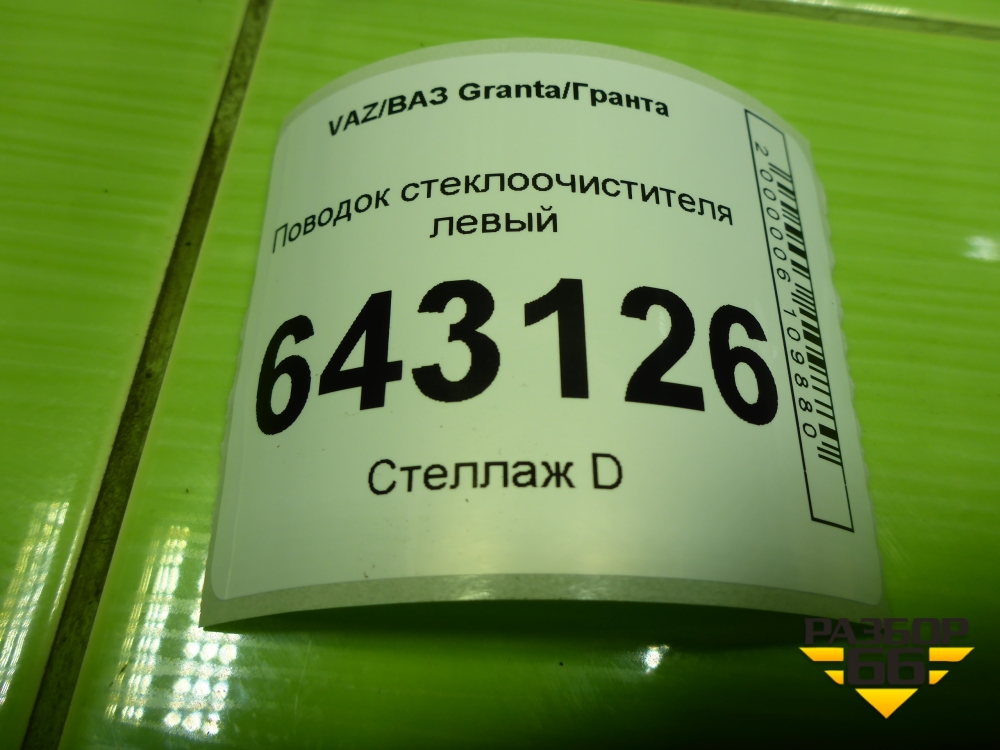 VAZ/ВАЗ Granta/Гранта
Поводок стеклоочистителя
левый
643126
Стеллаж D
2000006109880
РАЗБОР
66